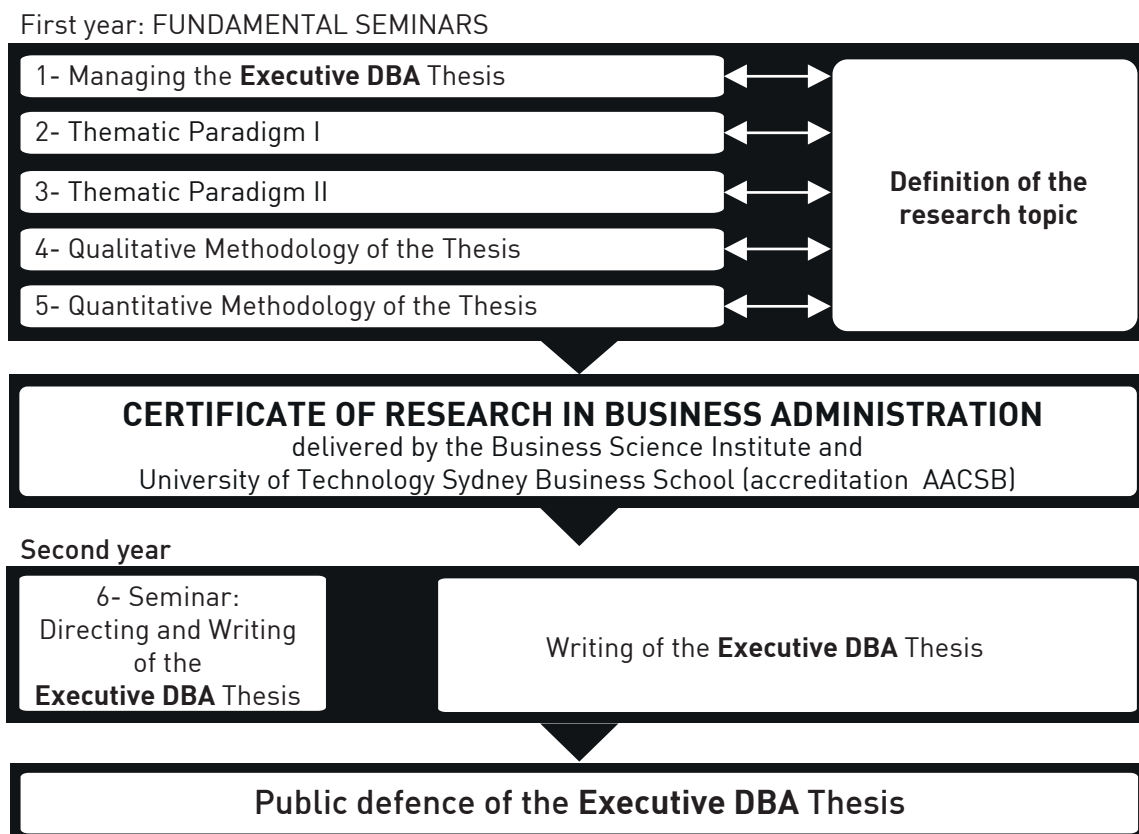 First year: FUNDAMENTAL SEMINARS
1- Managing the Executive DBA Thesis
2- Thematic Paradigm I
3- Thematic Paradigm II
4- Qualitative Methodology of the Thesis
5- Quantitative Methodology of the Thesis
Definition of the
research topic
CERTIFICATE OF RESEARCH IN BUSINESS ADMINISTRATION
delivered by the Business Science Institute and
University of Technology Sydney Business School (accreditation AACSB)
Second year
6- Seminar:
Directing and Writing
of the
Executive DBA Thesis
Writing of the Executive DBA Thesis
Public defence of the Executive DBA Thesis